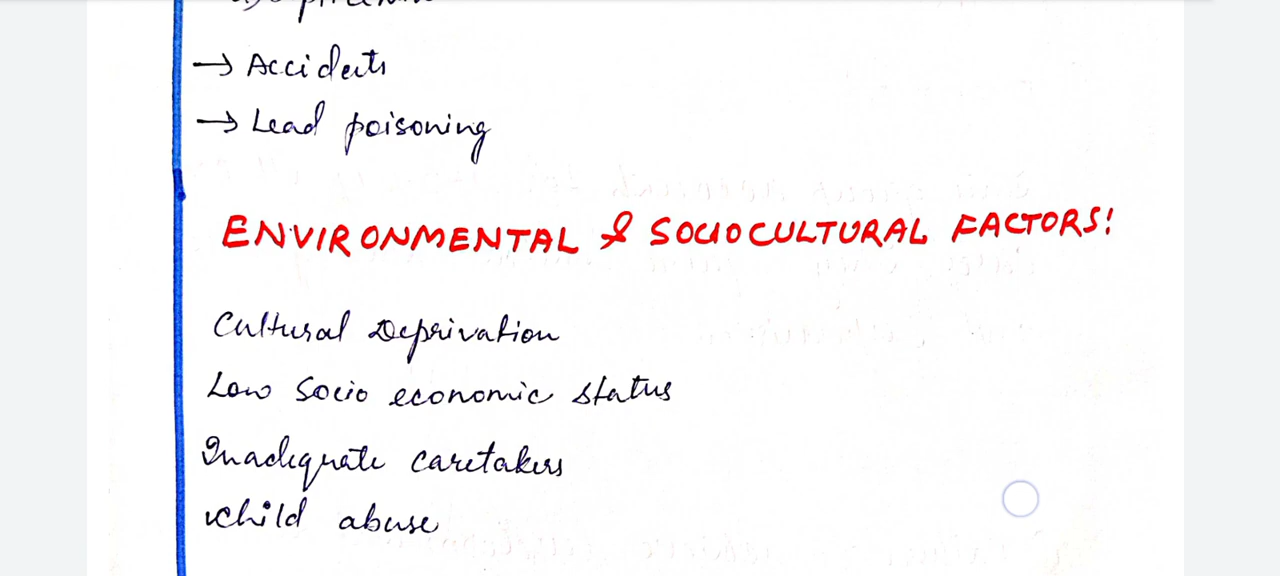 → Accidents
→ Lead poisoning
ENVIRONMENTAL & SOCIOCULTURAL FACTORS:
Cultural Deprivation
Low Socio economic status
Inadequate caretakers
child abuse